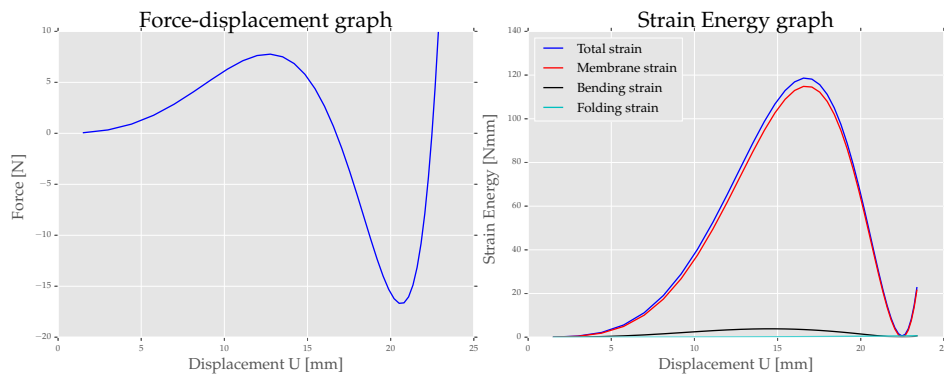 Force-displacement graph
10
5
0
−5
−10
−15
−20
Force [N]
0 5 10 15 20 25
Displacement U [mm]
Strain Energy graph
140
120
100
80
60
40
20
0
Strain Energy [Nmm]
Total strain
Membrane strain
Bending strain
Folding strain
0 5 10 15 20 25
Displacement U [mm]